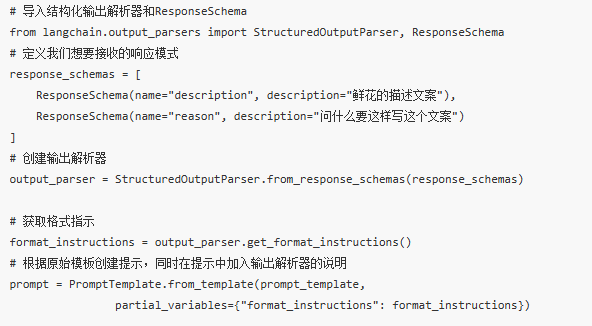 # 导入结构化输出解析器和ResponseSchema
from langchain.output_parsers import StructuredOutputParser, ResponseSchema
# 定义我们想要接收的响应模式
response_schemas = [
    ResponseSchema(name="description", description="鲜花的描述文案"),
    ResponseSchema(name="reason", description="问什么要这样写这个文案")
]
# 创建输出解析器
output_parser = StructuredOutputParser.from_response_schemas(response_schemas)

# 获取格式指示
format_instructions = output_parser.get_format_instructions()
# 根据原始模板创建提示，同时在提示中加入输出解析器的说明
prompt = PromptTemplate.from_template(prompt_template,
                partial_variables={"format_instructions": format_instructions})